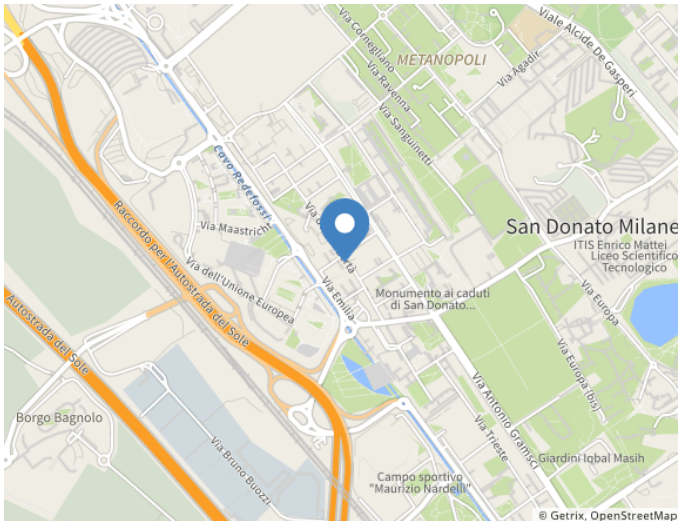 Via Cornegliano
Viale Alcide De Gasperi
METANOPOLI
Via Agadir
Via Ravenna
Via Sanguinetti
Cavo Redefossi
Via Maastricht
Raccordo per l'Autostrada del Sole
San Donato Milane
ITIS Enrico Mattei
Liceo Scientifico
Tecnologico
Via dell'Unione Europea
Via Emilia
Monumento ai caduti
di San Donato...
Via Europa
Autostrada del Sole
Via Europa (bis)
Via Antonio Gramsci
Borgo Bagnolo
Via Trieste
Via Bruno Buozzi
Giardini Iqbal Masih
Campo sportivo
"Maurizio Nardelli"
© Getrix, OpenStreetMap